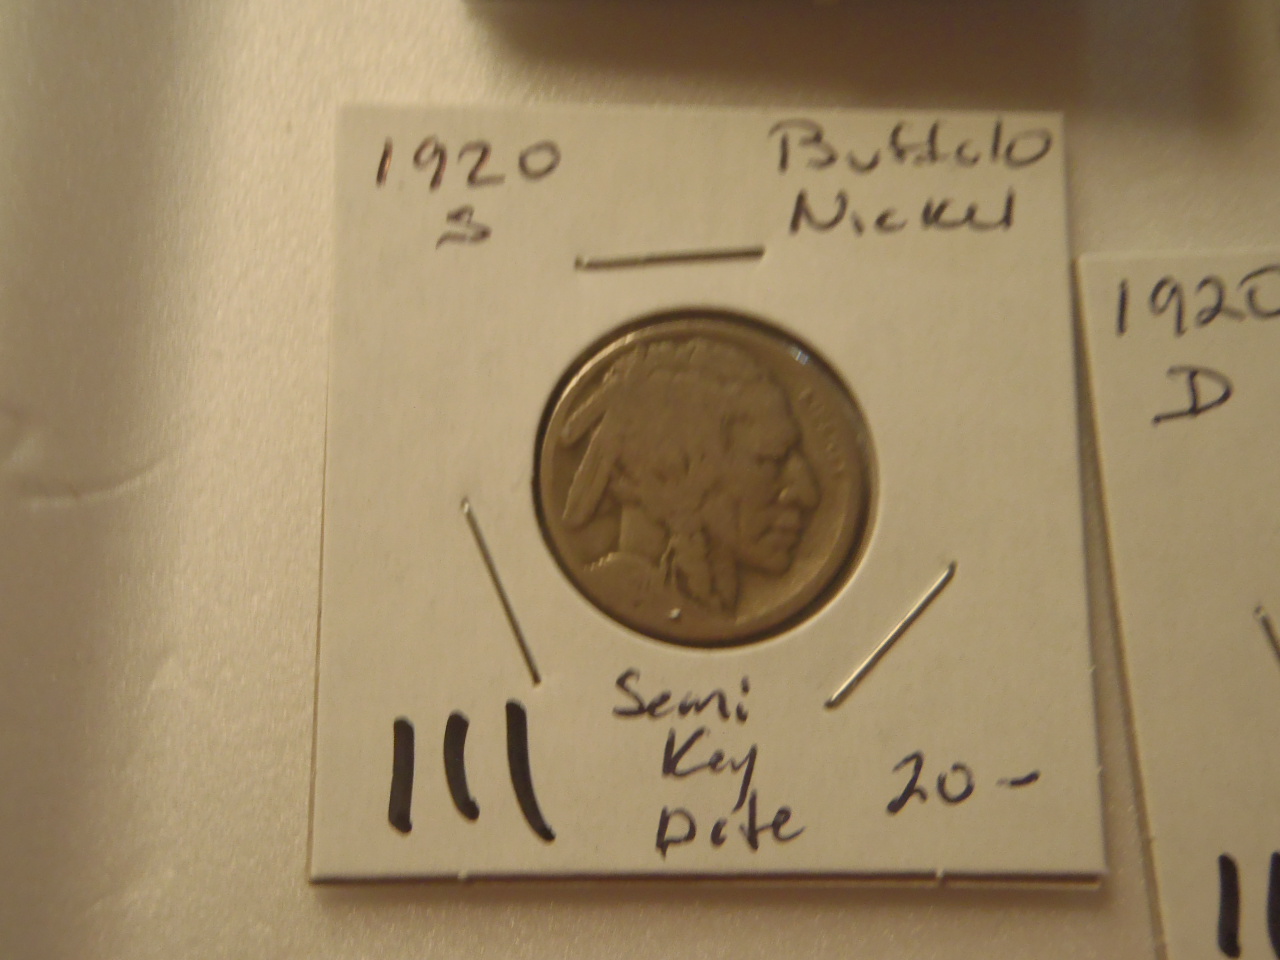 1920
S
Buffalo
Nickel
1920
D
111
Semi
Key
Date
20-